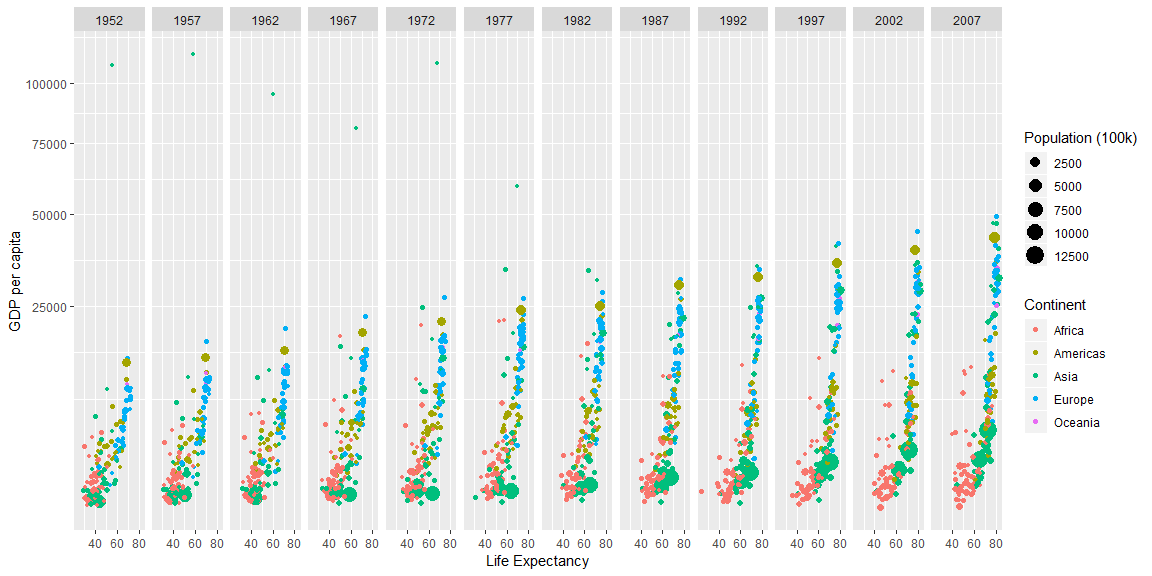 1952 1957 1962 1967 1972 1977 1982 1987 1992 1997 2002 2007
GDP per capita
100000
75000
50000
25000
40 60 80 40 60 80 40 60 80 40 60 80 40 60 80 40 60 80 40 60 80 40 60 80 40 60 80 40 60 80 40 60 80 40 60 80
Life Expectancy
Population (100k)
2500
5000
7500
10000
12500
Continent
Africa
Americas
Asia
Europe
Oceania